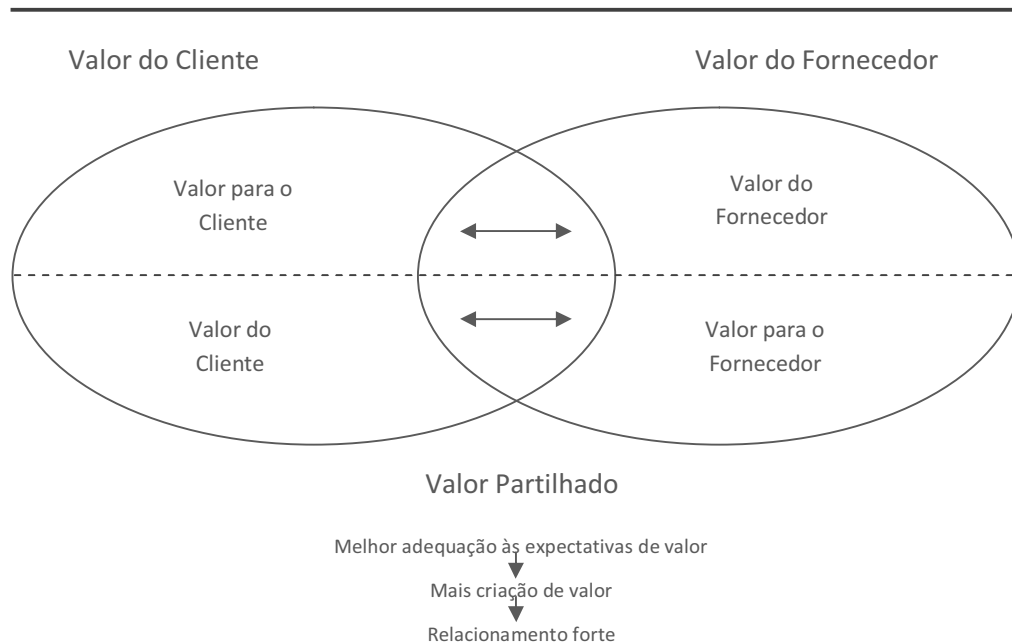 Valor do Cliente
Valor do Fornecedor
Valor para o
Cliente
Valor do
Fornecedor
Valor do
Cliente
Valor para o
Fornecedor
Valor Partilhado
Melhor adequação às expectativas de valor
Mais criação de valor
Relacionamento forte